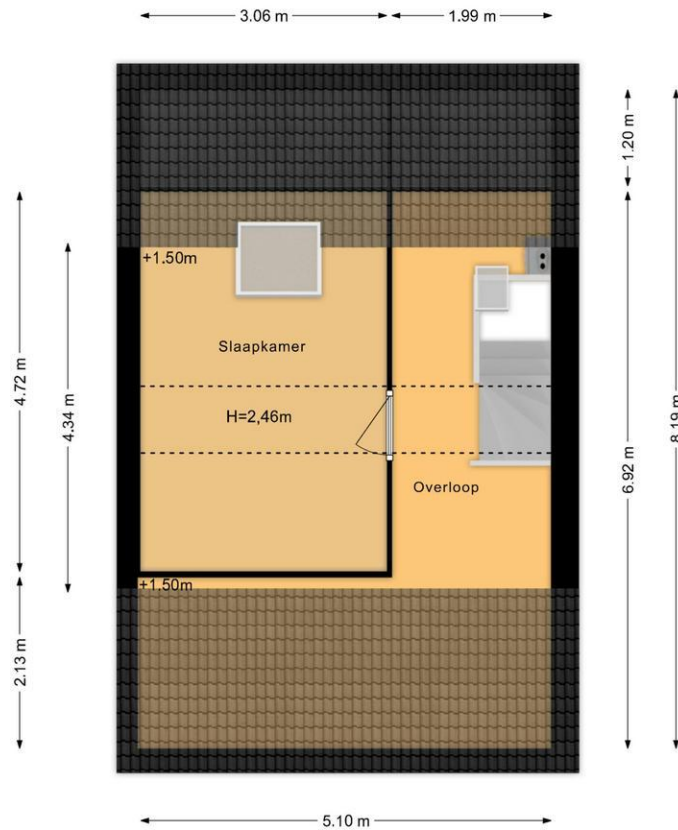 3.06 m
1.99 m
1.20 m
+1.50m
Slaapkamer
4.72 m
H=2,46m
4.34 m
8.19 m
6.92 m
Overloop
+1.50m
2.13 m
5.10 m